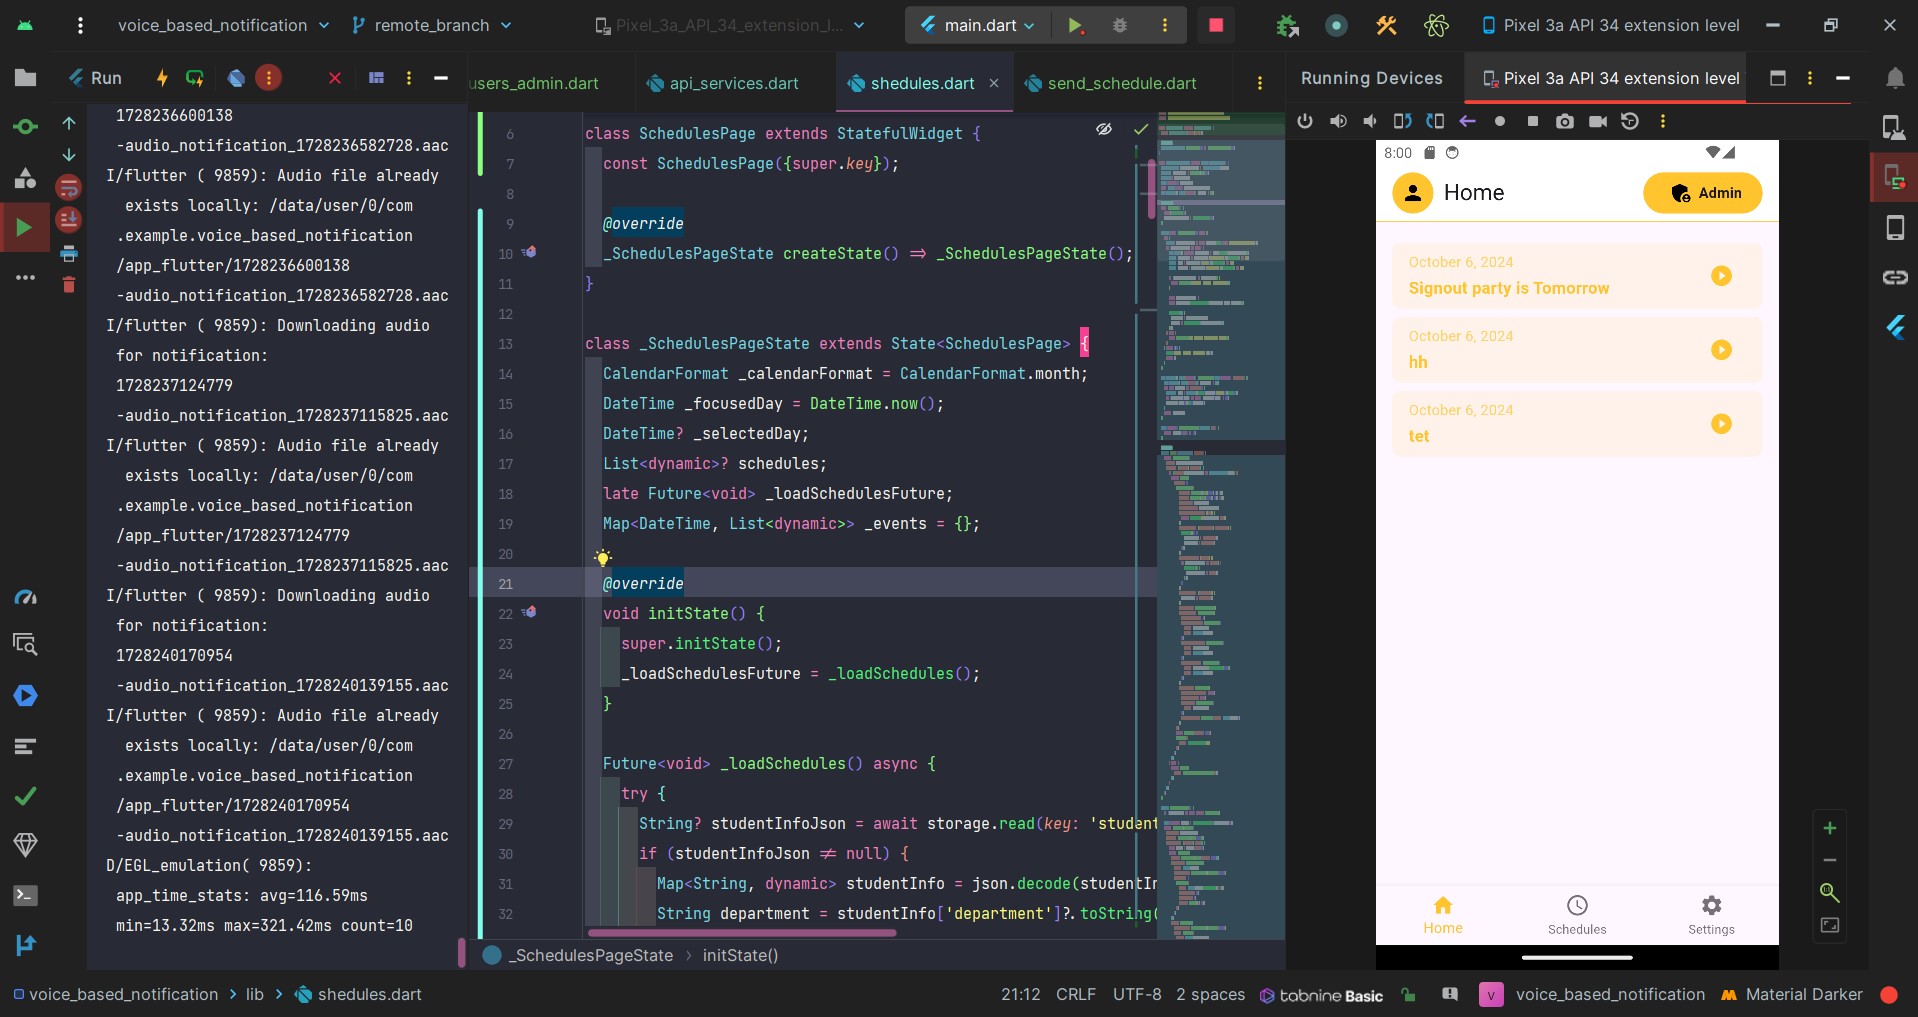 voice_based_notification
remote_branch
Pixel_3a_API_34_extension_l...
main.dart
Pixel 3a API 34 extension level
Run
users_admin.dart
api_services.dart
shedules.dart
send_schedule.dart
Running Devices
Pixel 3a API 34 extension level
1728236600138
-audio_notification_1728236582728.aac
I/flutter ( 9859): Audio file already
exists locally: /data/user/0/com
.example.voice_based_notification
/app_flutter/1728236600138
-audio_notification_1728236582728.aac
I/flutter ( 9859): Downloading audio
for notification:
1728237124779
-audio_notification_1728237115825.aac
I/flutter ( 9859): Audio file already
exists locally: /data/user/0/com
.example.voice_based_notification
/app_flutter/1728237124779
-audio_notification_1728237115825.aac
I/flutter ( 9859): Downloading audio
for notification:
1728240170954
-audio_notification_1728240139155.aac
I/flutter ( 9859): Audio file already
exists locally: /data/user/0/com
.example.voice_based_notification
/app_flutter/1728240170954
-audio_notification_1728240139155.aac
D/EGL_emulation( 9859):
app_time_stats: avg=116.59ms
min=13.32ms max=321.42ms count=10
6 class SchedulesPage extends StatefulWidget {
7 const SchedulesPage({super.key});
8
9 @override
10 _SchedulesPageState createState() => _SchedulesPageState();
11 }
12
13 class _SchedulesPageState extends State<SchedulesPage> {
14 CalendarFormat _calendarFormat = CalendarFormat.month;
15 DateTime _focusedDay = DateTime.now();
16 DateTime? _selectedDay;
17 List<dynamic>? schedules;
18 late Future<void> _loadSchedulesFuture;
19 Map<DateTime, List<dynamic>> _events = {};
20
21 @override
22 void initState() {
23 super.initState();
24 _loadSchedulesFuture = _loadSchedules();
25 }
26
27 Future<void> _loadSchedules() async {
28 try {
29 String? studentInfoJson = await storage.read(key: 'student
30 if (studentInfoJson != null) {
31 Map<String, dynamic> studentInfo = json.decode(studentIn
32 String department = studentInfo['department']?.toString(
_SchedulesPageState › initState()
8:00
Home
Admin
October 6, 2024
Signout party is Tomorrow
October 6, 2024
hh
October 6, 2024
tet
Home
Schedules
Settings
voice_based_notification › lib › shedules.dart
21:12 CRLF UTF-8 2 spaces
tabnine Basic
v voice_based_notification
Material Darker